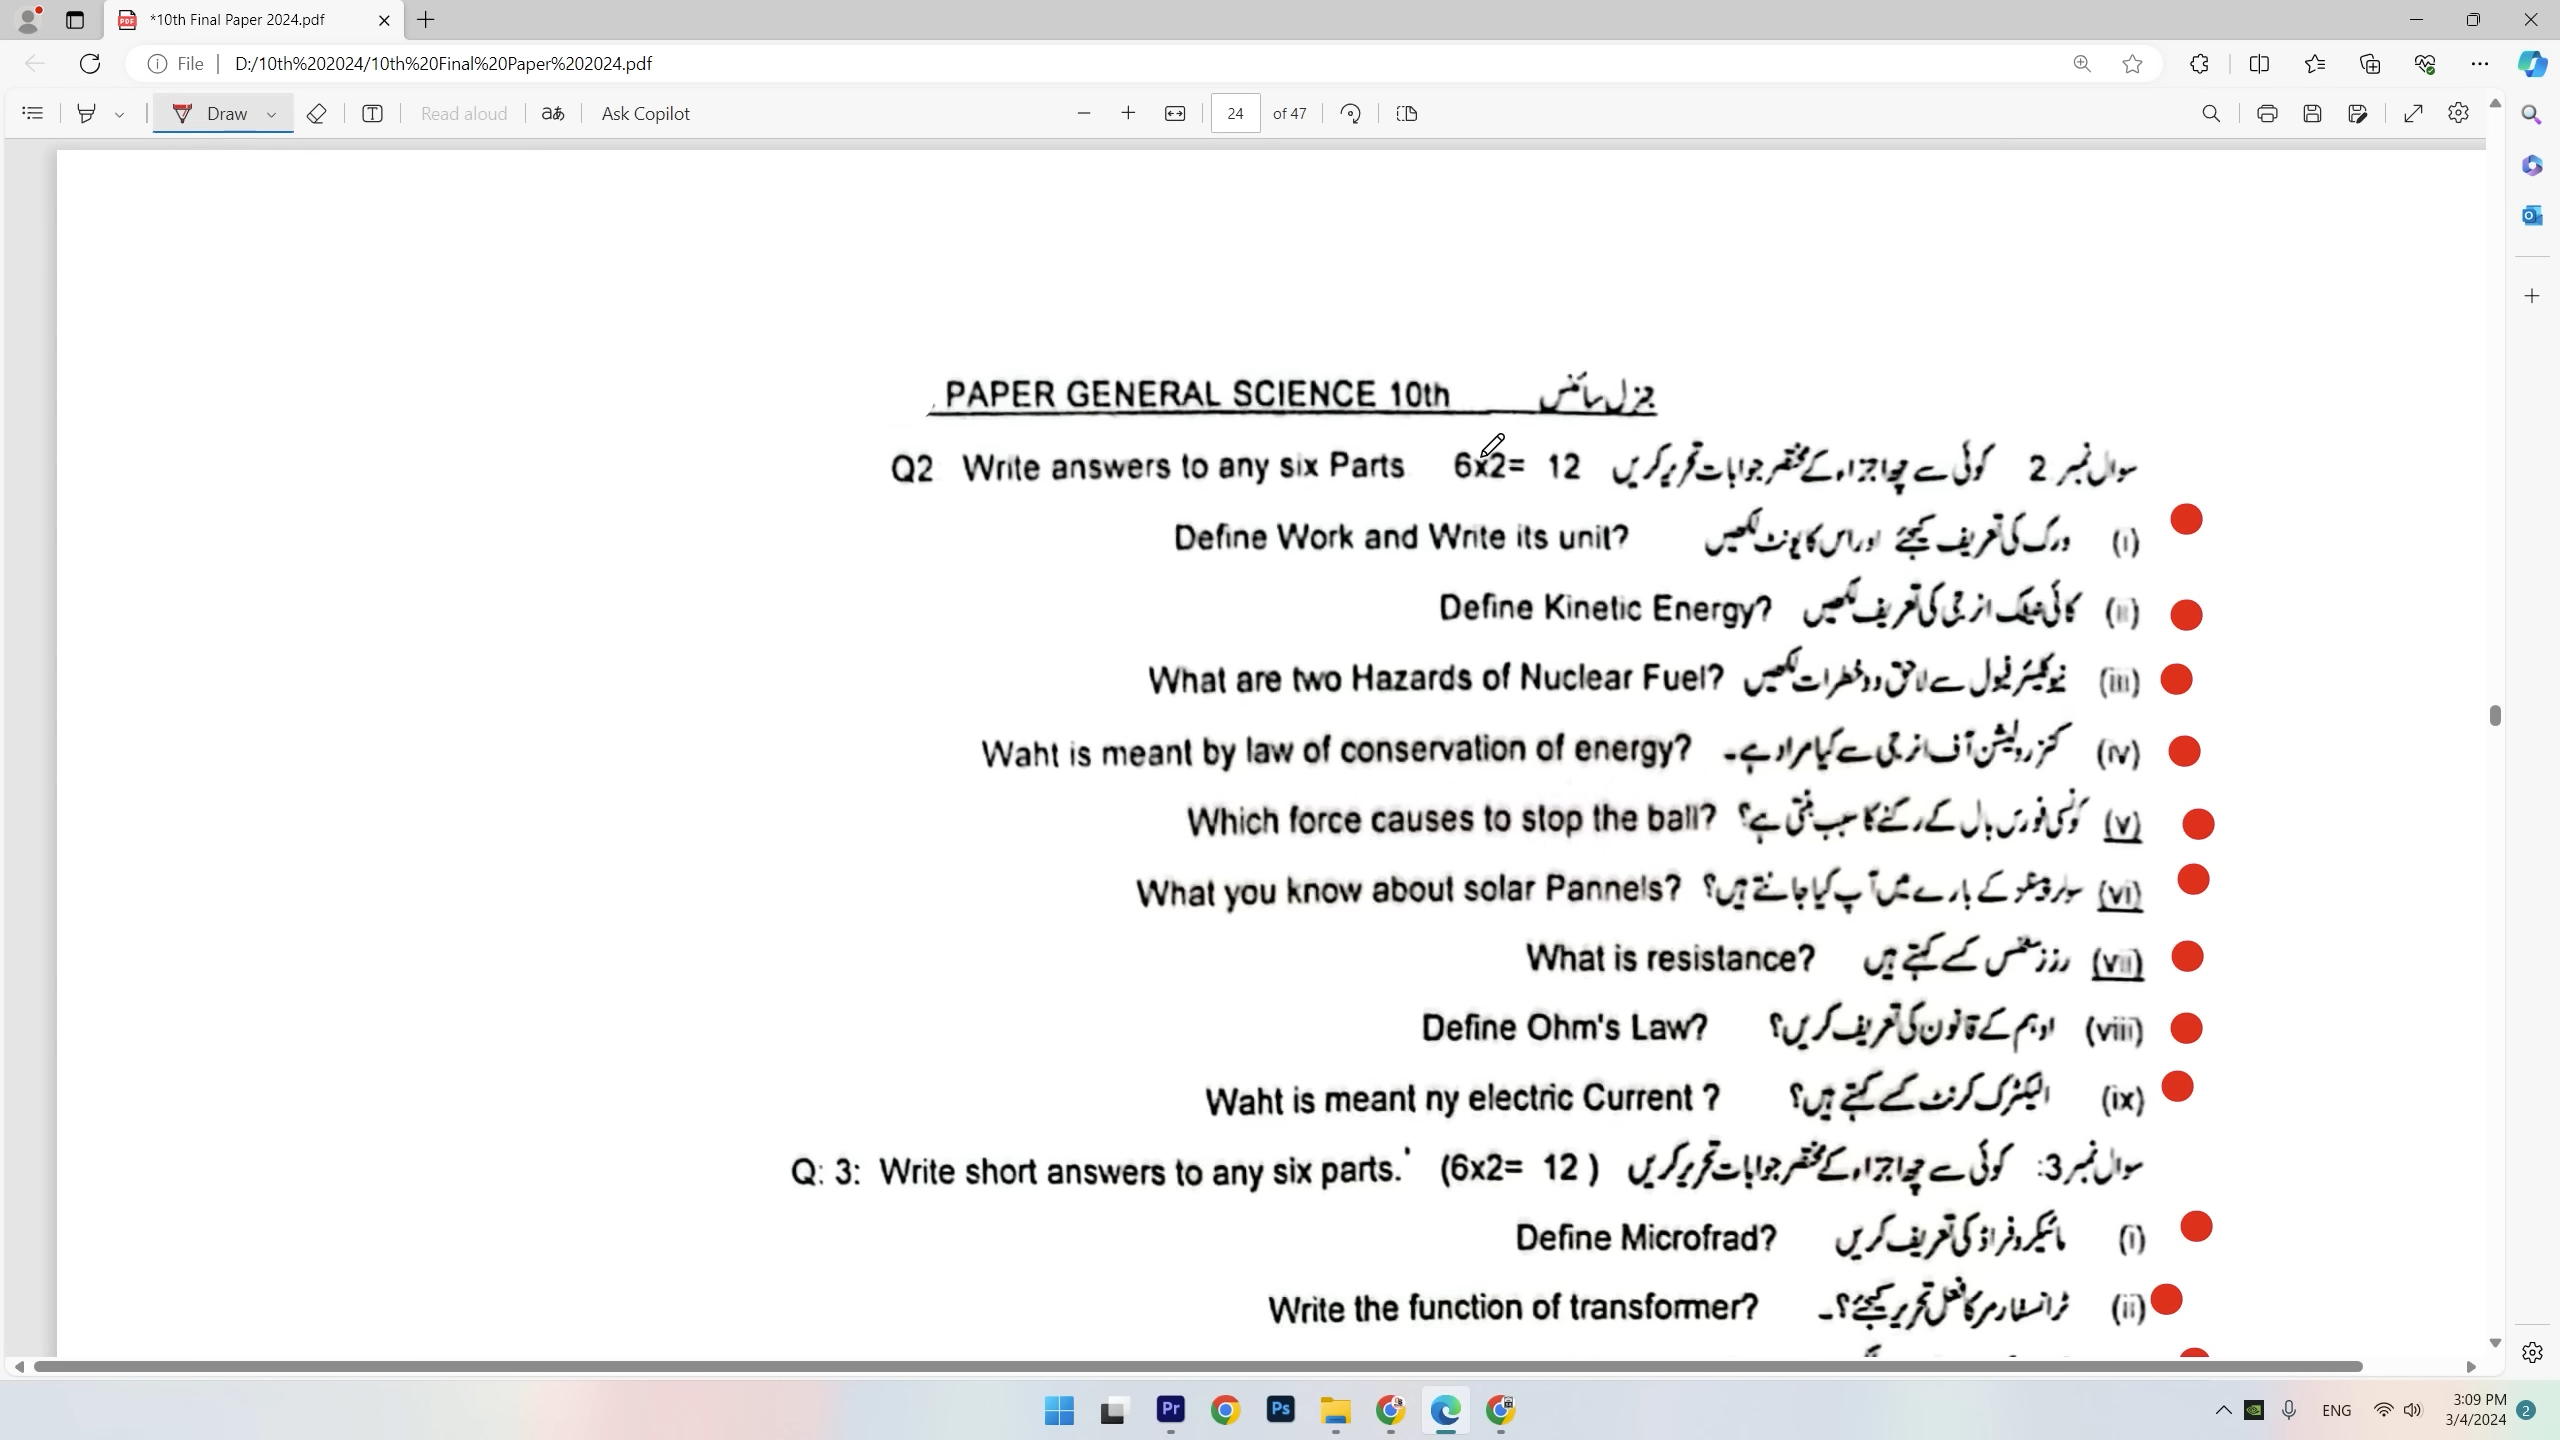 *10th Final Paper 2024.pdf
File D:/10th%202024/10th%20Final%20Paper%202024.pdf
Draw Read aloud aあ Ask Copilot 24 of 47
PAPER GENERAL SCIENCE 10th جنرل سائنس
Q2 Write answers to any six Parts 6x2= 12 سوال نمبر 2 کوئی سے چھ اجزاء کے مختصر جوابات تحریر کریں
Define Work and Write its unit? ورک کی تعریف کیجئے اور اس کا یونٹ لکھیں (i)
Define Kinetic Energy? کائی نیٹک انرجی کی تعریف لکھیں (ii)
What are two Hazards of Nuclear Fuel? نیوکلیئر فیول سے لاحق دو خطرات لکھیں (iii)
Waht is meant by law of conservation of energy? کنزرویشن آف انرجی سے کیا مراد ہے۔ (iv)
Which force causes to stop the ball? کونسی فورس بال کے رکنے کا سبب بنتی ہے؟ (v)
What you know about solar Pannels? سولر پینلز کے بارے میں آپ کیا جانتے ہیں؟ (vi)
What is resistance? رزز سٹنس کسے کہتے ہیں (vii)
Define Ohm's Law? اوہم کے قانون کی تعریف کریں؟ (viii)
Waht is meant ny electric Current ? الیکٹرک کرنٹ کسے کہتے ہیں؟ (ix)
Q: 3: Write short answers to any six parts. (6x2= 12 ) سوال نمبر 3: کوئی سے چھ اجزاء کے مختصر جوابات تحریر کریں
Define Microfrad? مائیکرو فراڈ کی تعریف کریں (i)
Write the function of transformer? ٹرانسفارمر کا فعل تحریر کیجئے؟۔ (ii)
Pr Ps ENG 3:09 PM
3/4/2024 2